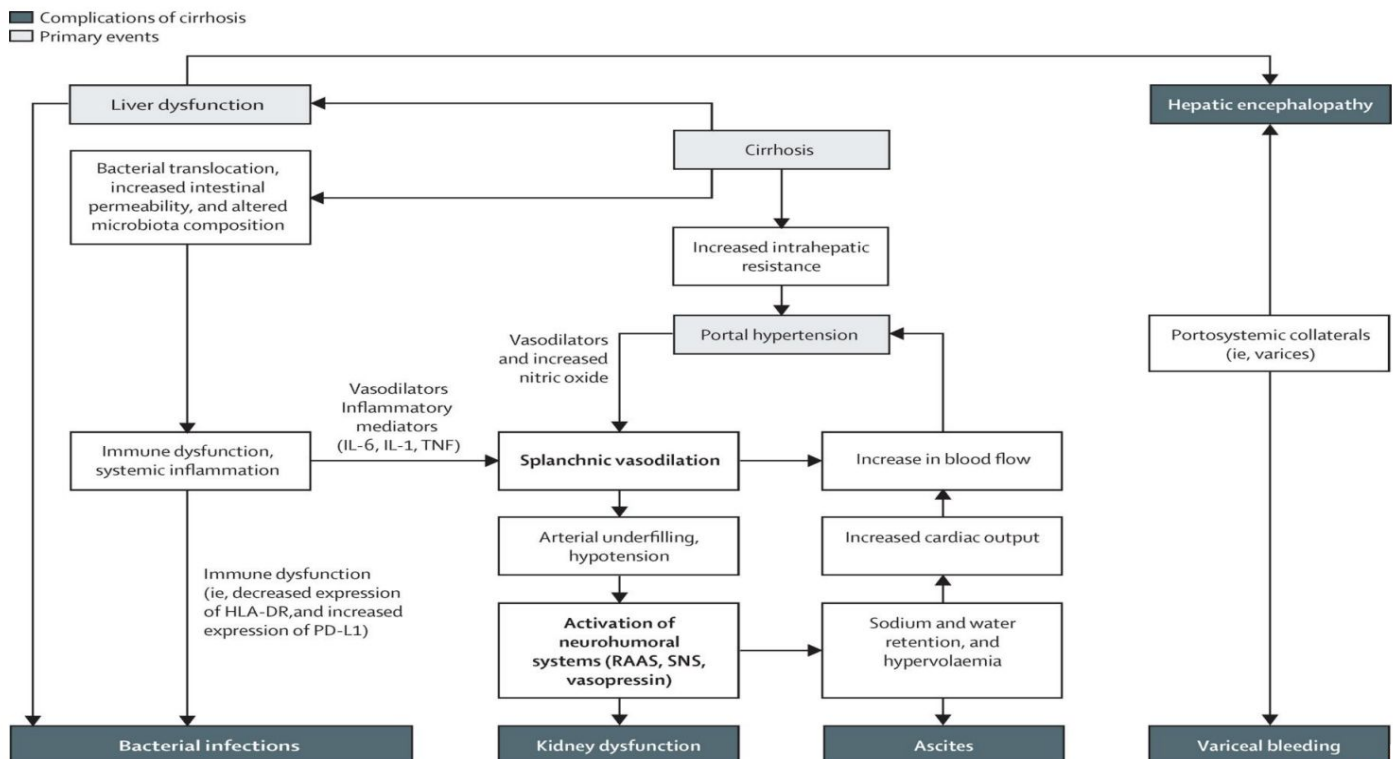 Complications of cirrhosis
Primary events
Liver dysfunction
Hepatic encephalopathy
Cirrhosis
Bacterial translocation,
increased intestinal
permeability, and altered
microbiota composition
Increased intrahepatic
resistance
Portal hypertension
Portosystemic collaterals
(ie, varices)
Vasodilators
and increased
nitric oxide
Vasodilators
Inflammatory
mediators
(IL-6, IL-1, TNF)
Immune dysfunction,
systemic inflammation
Splanchnic vasodilation
Increase in blood flow
Arterial underfilling,
hypotension
Increased cardiac output
Immune dysfunction
(ie, decreased expression
of HLA-DR,and increased
expression of PD-L1)
Activation of
neurohumoral
systems (RAAS, SNS,
vasopressin)
Sodium and water
retention, and
hypervolaemia
Bacterial infections
Kidney dysfunction
Ascites
Variceal bleeding